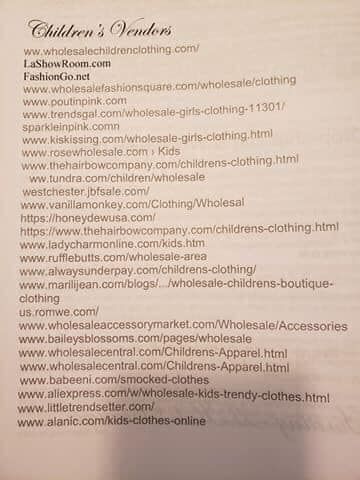 Children's Vendors
ww.wholesalechildrenclothing.com/
LaShowRoom.com
FashionGo.net
www.wholesalefashionsquare.com/wholesale/clothing
www.poutinpink.com
www.trendsgal.com/wholesale-girls-clothing-11301/
sparkleinpink.comn
www.kiskissing.com/wholesale-girls-clothing.html
www.rosewholesale.com › Kids
www.thehairbowcompany.com/childrens-clothing.html
ww.tundra.com/children/wholesale
westchester.jbfsale.com/
www.vanillamonkey.com/Clothing/Wholesal
https://honeydewusa.com/
https://www.thehairbowcompany.com/childrens-clothing.html
www.ladycharmonline.com/kids.htm
www.rufflebutts.com/wholesale-area
www.alwaysunderpay.com/childrens-clothing/
www.marilijean.com/blogs/.../wholesale-childrens-boutique-
clothing
us.romwe.com/
www.wholesaleaccessorymarket.com/Wholesale/Accessories
www.baileysblossoms.com/pages/wholesale
www.wholesalecentral.com/Childrens-Apparel.html
www.wholesalecentral.com/Childrens-Apparel.html
www.babeeni.com/smocked-clothes
www.aliexpress.com/w/wholesale-kids-trendy-clothes.html
www.littletrendsetter.com/
www.alanic.com/kids-clothes-online